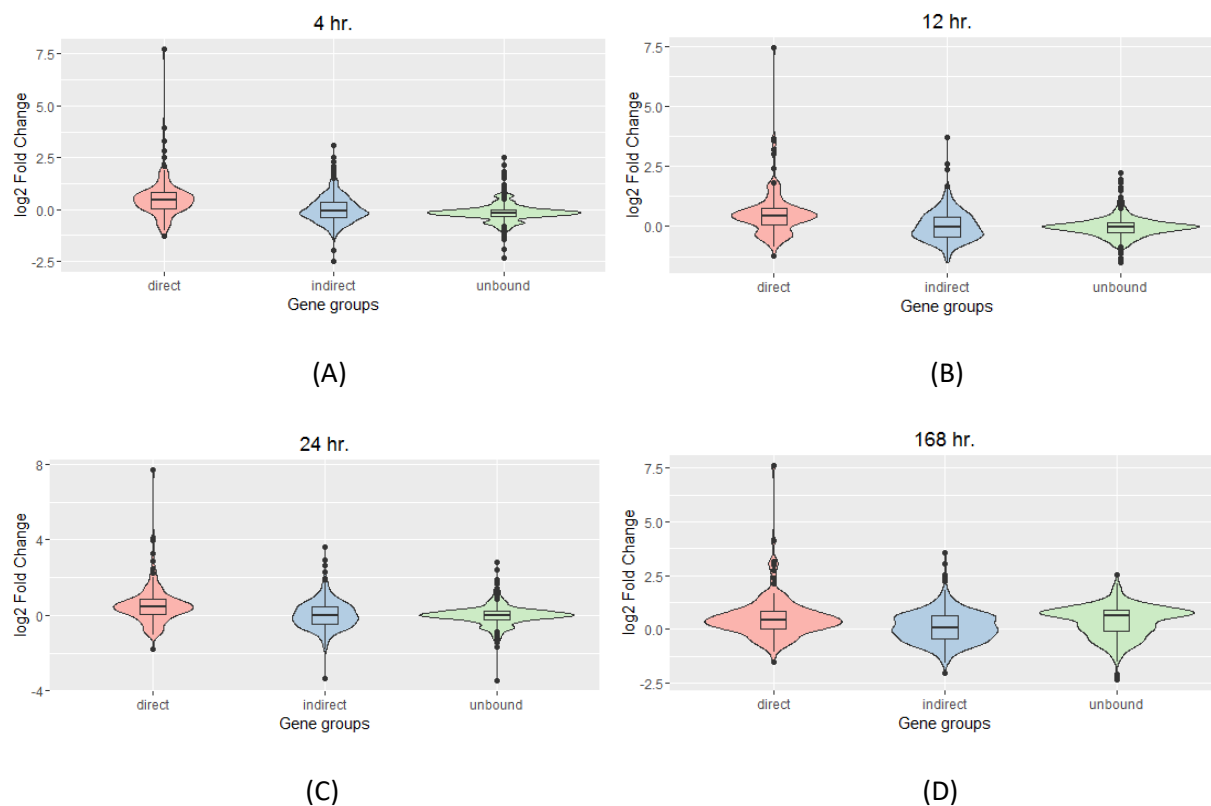 4 hr.
log2 Fold Change
7.5
5.0
2.5
0.0
-2.5
direct indirect unbound
Gene groups
(A)
12 hr.
log2 Fold Change
7.5
5.0
2.5
0.0
direct indirect unbound
Gene groups
(B)
24 hr.
log2 Fold Change
8
4
0
-4
direct indirect unbound
Gene groups
(C)
168 hr.
log2 Fold Change
7.5
5.0
2.5
0.0
-2.5
direct indirect unbound
Gene groups
(D)